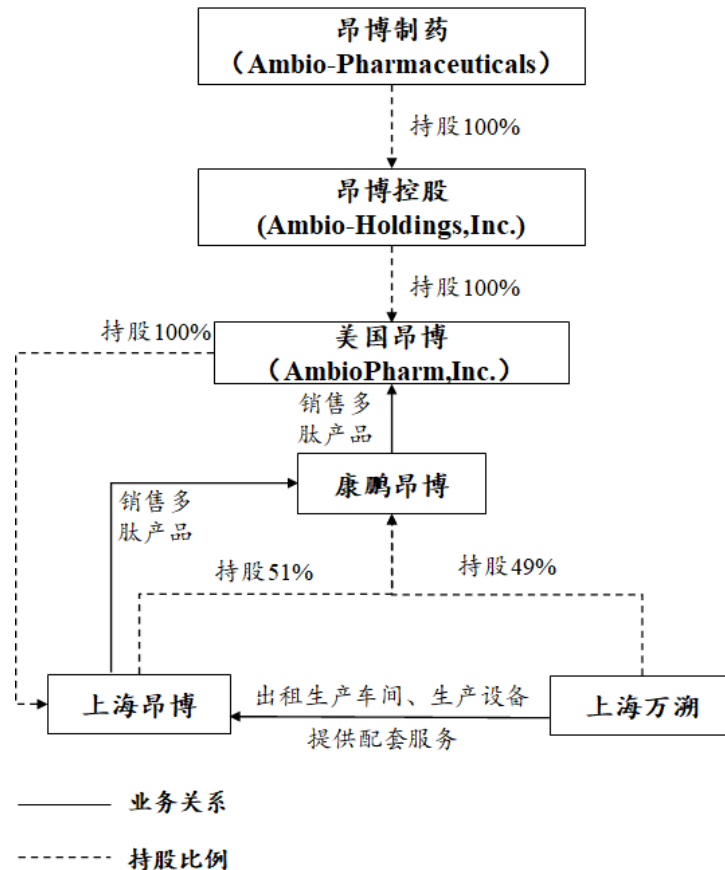 昂博制药
（Ambio-Pharmaceuticals）
持股100%
昂博控股
(Ambio-Holdings,Inc.)
持股100%
持股100%
美国昂博
（AmbioPharm,Inc.）
销售多
肽产品
康鹏昂博
销售多
肽产品
持股51%
持股49%
上海昂博
出租生产车间、生产设备
提供配套服务
上海万溯
业务关系
持股比例